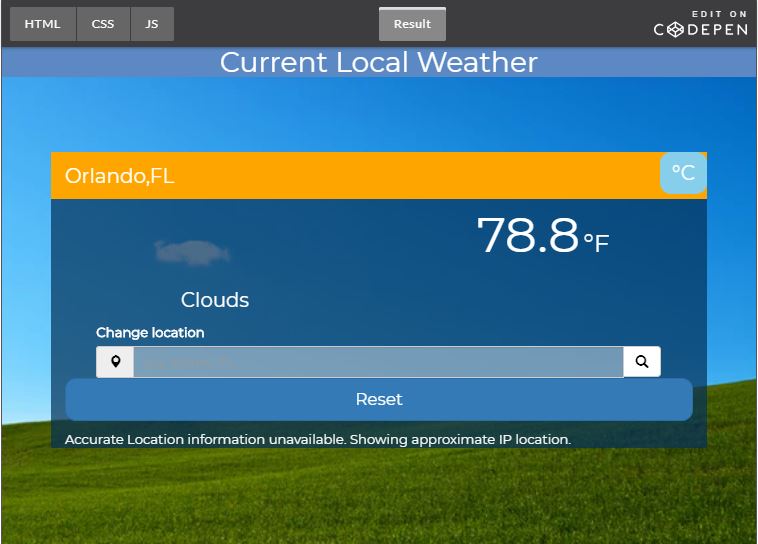 HTML CSS JS Result EDIT ON
CODEPEN
Current Local Weather
Orlando,FL °C
78.8°F
Clouds
Change location
Reset
Accurate Location information unavailable. Showing approximate IP location.